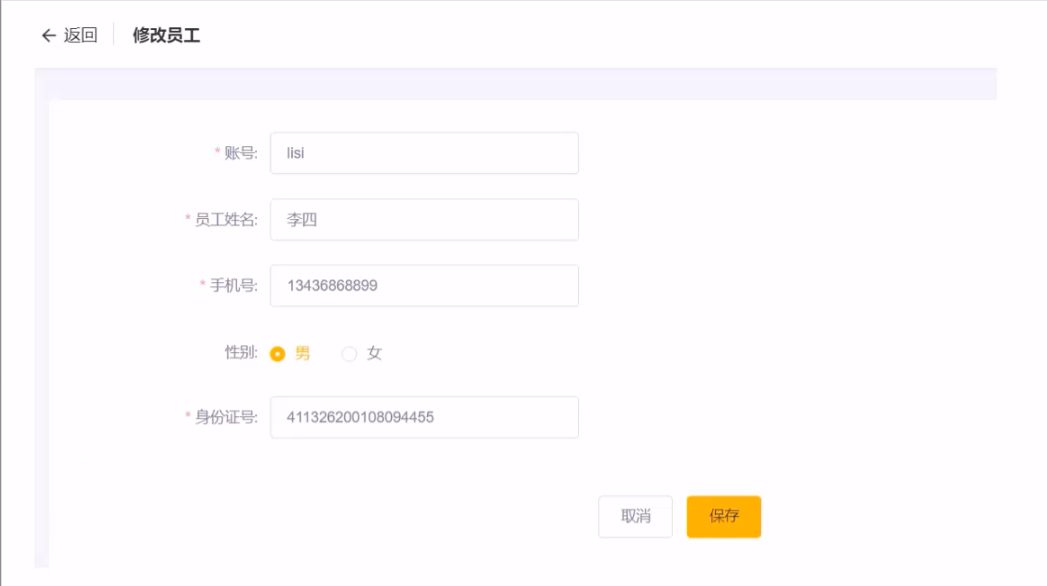 ← 返回 修改员工
* 账号: lisi
* 员工姓名: 李四
* 手机号: 13436868899
性别: 男 女
* 身份证号: 411326200108094455
取消 保存